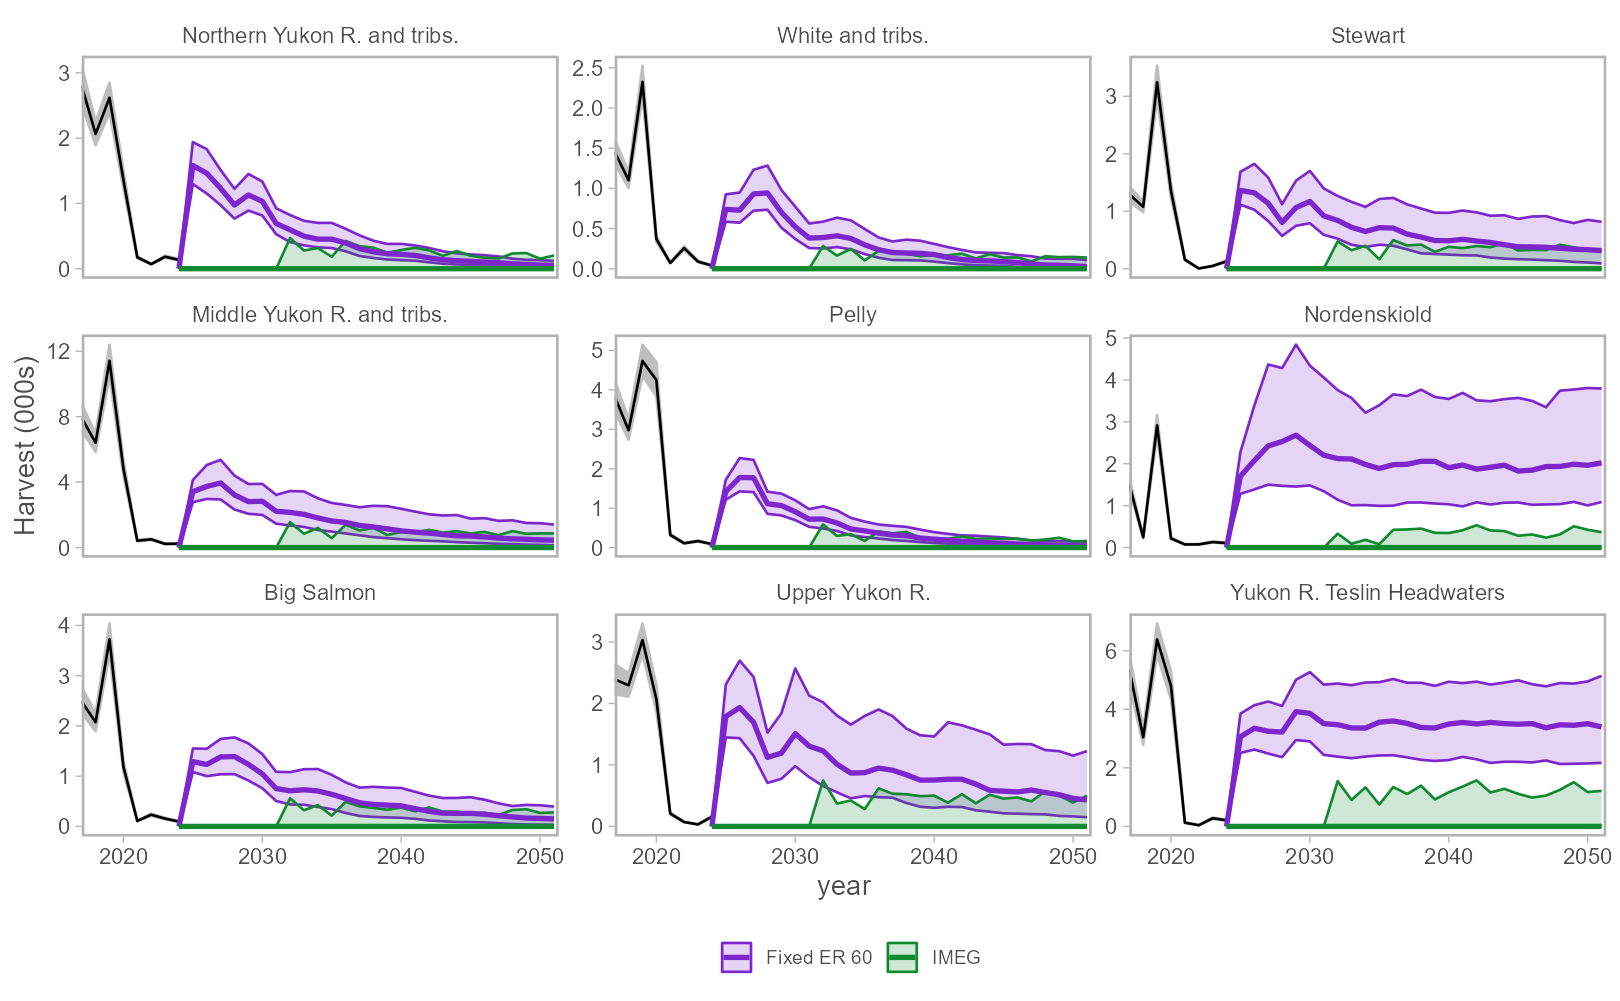 Northern Yukon R. and tribs.
White and tribs.
Stewart
3
2
1
0
2.5
2.0
1.5
1.0
0.5
0.0
3
2
1
0
Middle Yukon R. and tribs.
Pelly
Nordenskiold
12
8
4
0
5
4
3
2
1
0
5
4
3
2
1
0
Harvest (000s)
Big Salmon
Upper Yukon R.
Yukon R. Teslin Headwaters
4
3
2
1
0
3
2
1
0
6
4
2
0
2020 2030 2040 2050
2020 2030 2040 2050
2020 2030 2040 2050
year
Fixed ER 60
IMEG